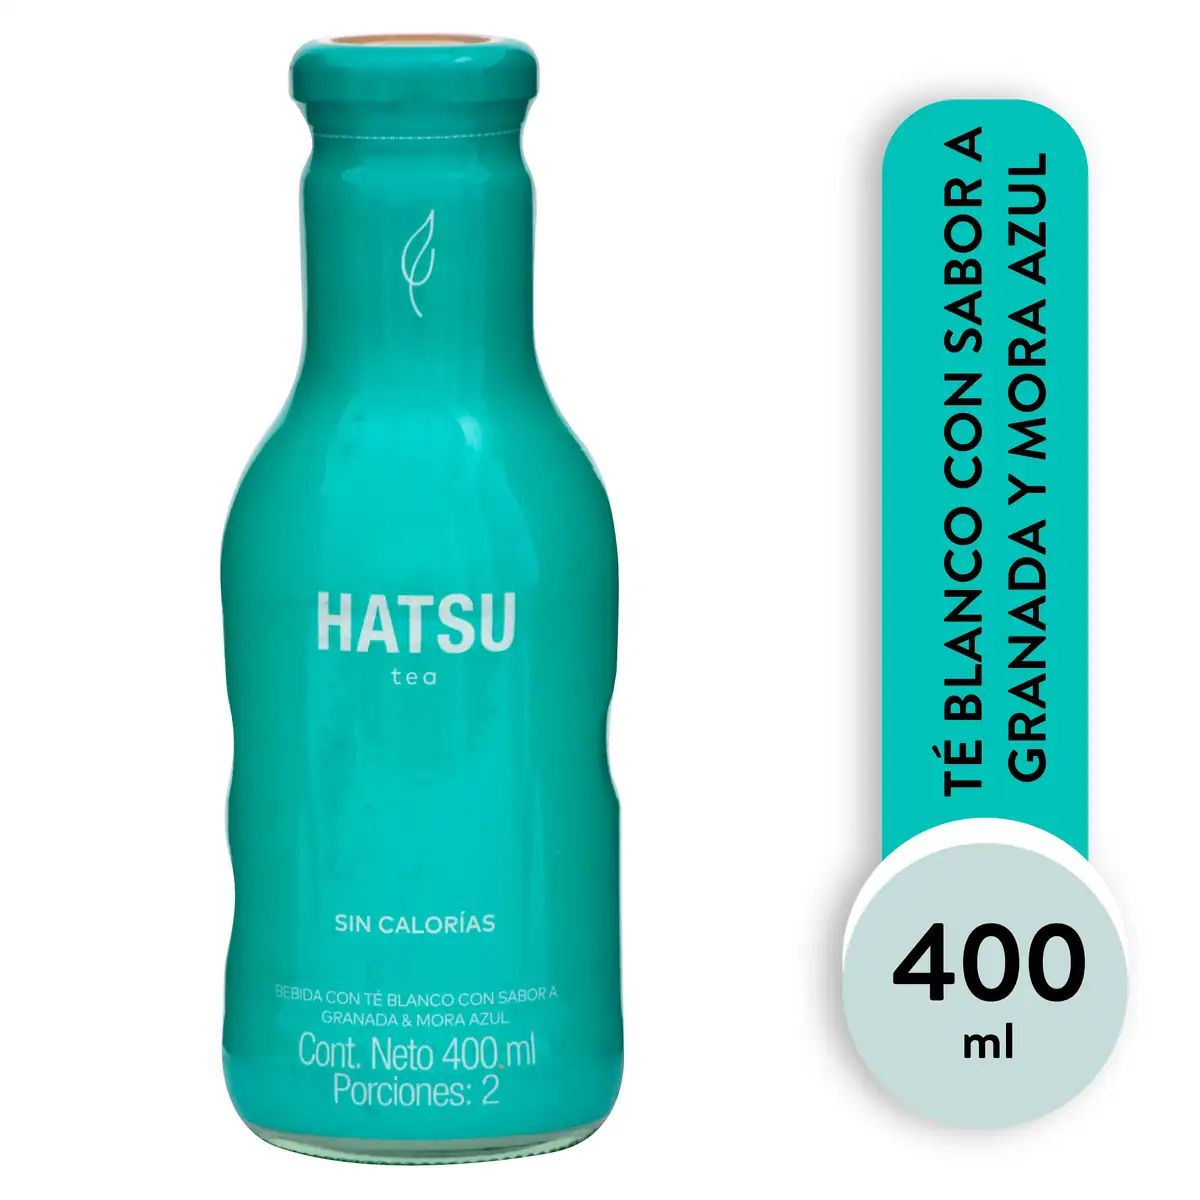 HATSU
tea
SIN CALORÍAS
BEBIDA CON TÉ BLANCO CON SABOR A
GRANADA & MORA AZUL
Cont. Neto 400 ml
Porciones: 2
TÉ BLANCO CON SABOR A
GRANADA Y MORA AZUL
400
ml